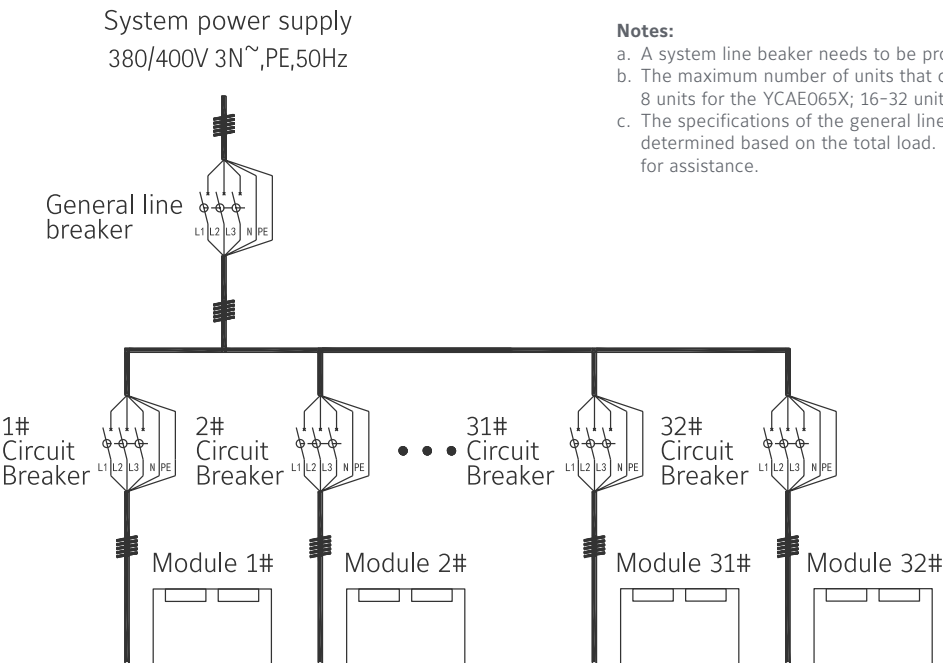 System power supply
380/400V 3N~,PE,50Hz
Notes:
a. A system line beaker needs to be
b. The maximum number of units that
8 units for the YCAE065X; 16-32
c. The specifications of the general line
determined based on the total load.
for assistance.
General line
breaker
L1 L2 L3 N PE
1#
Circuit
Breaker
L1 L2 L3 N PE
2#
Circuit
Breaker
L1 L2 L3 N PE
31#
Circuit
Breaker
L1 L2 L3 N PE
32#
Circuit
Breaker
L1 L2 L3 N PE
Module 1#
Module 2#
Module 31#
Module 32#